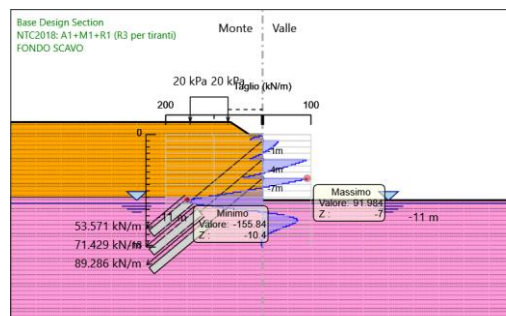 Base Design Section
NTC2018: A1+M1+R1 (R3 per tiranti)
FONDO SCAVO
Monte
Valle
20 kPa 20 kPa
Taglio (kN/m)
200
100
0
-1m
-4m
-7m
Massimo
Valore: 91.984
Z : -7
Minimo
Valore: -155.84
Z : -10.4
-11 m
-11 m
53.571 kN/m
71.429 kN/m
89.286 kN/m